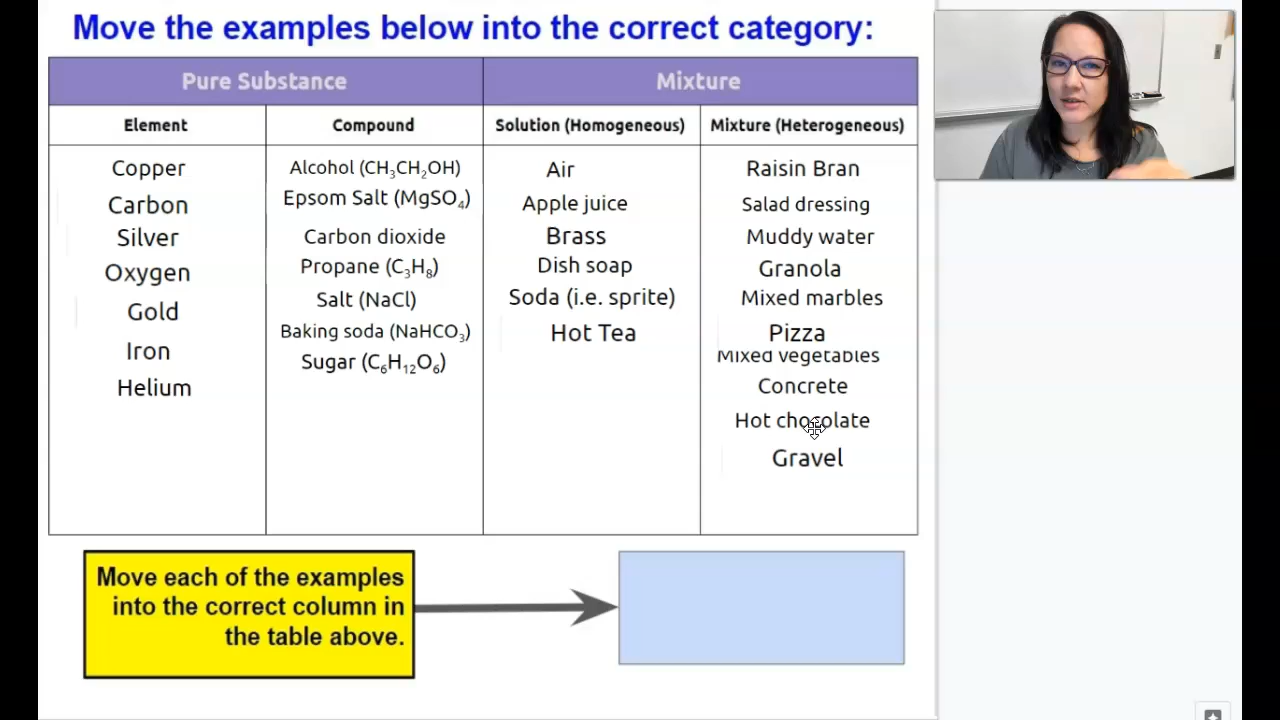 Move the examples below into the correct category:
Pure Substance
Mixture
Element
Compound
Solution (Homogeneous)
Mixture (Heterogeneous)
Copper
Carbon
Silver
Oxygen
Gold
Iron
Helium
Alcohol (CH₃CH₂OH)
Epsom Salt (MgSO₄)
Carbon dioxide
Propane (C₃H₈)
Salt (NaCl)
Baking soda (NaHCO₃)
Sugar (C₆H₁₂O₆)
Air
Apple juice
Brass
Dish soap
Soda (i.e. sprite)
Hot Tea
Raisin Bran
Salad dressing
Muddy water
Granola
Mixed marbles
Pizza
Mixed vegetables
Concrete
Hot chocolate
Gravel
Move each of the examples
into the correct column in
the table above.